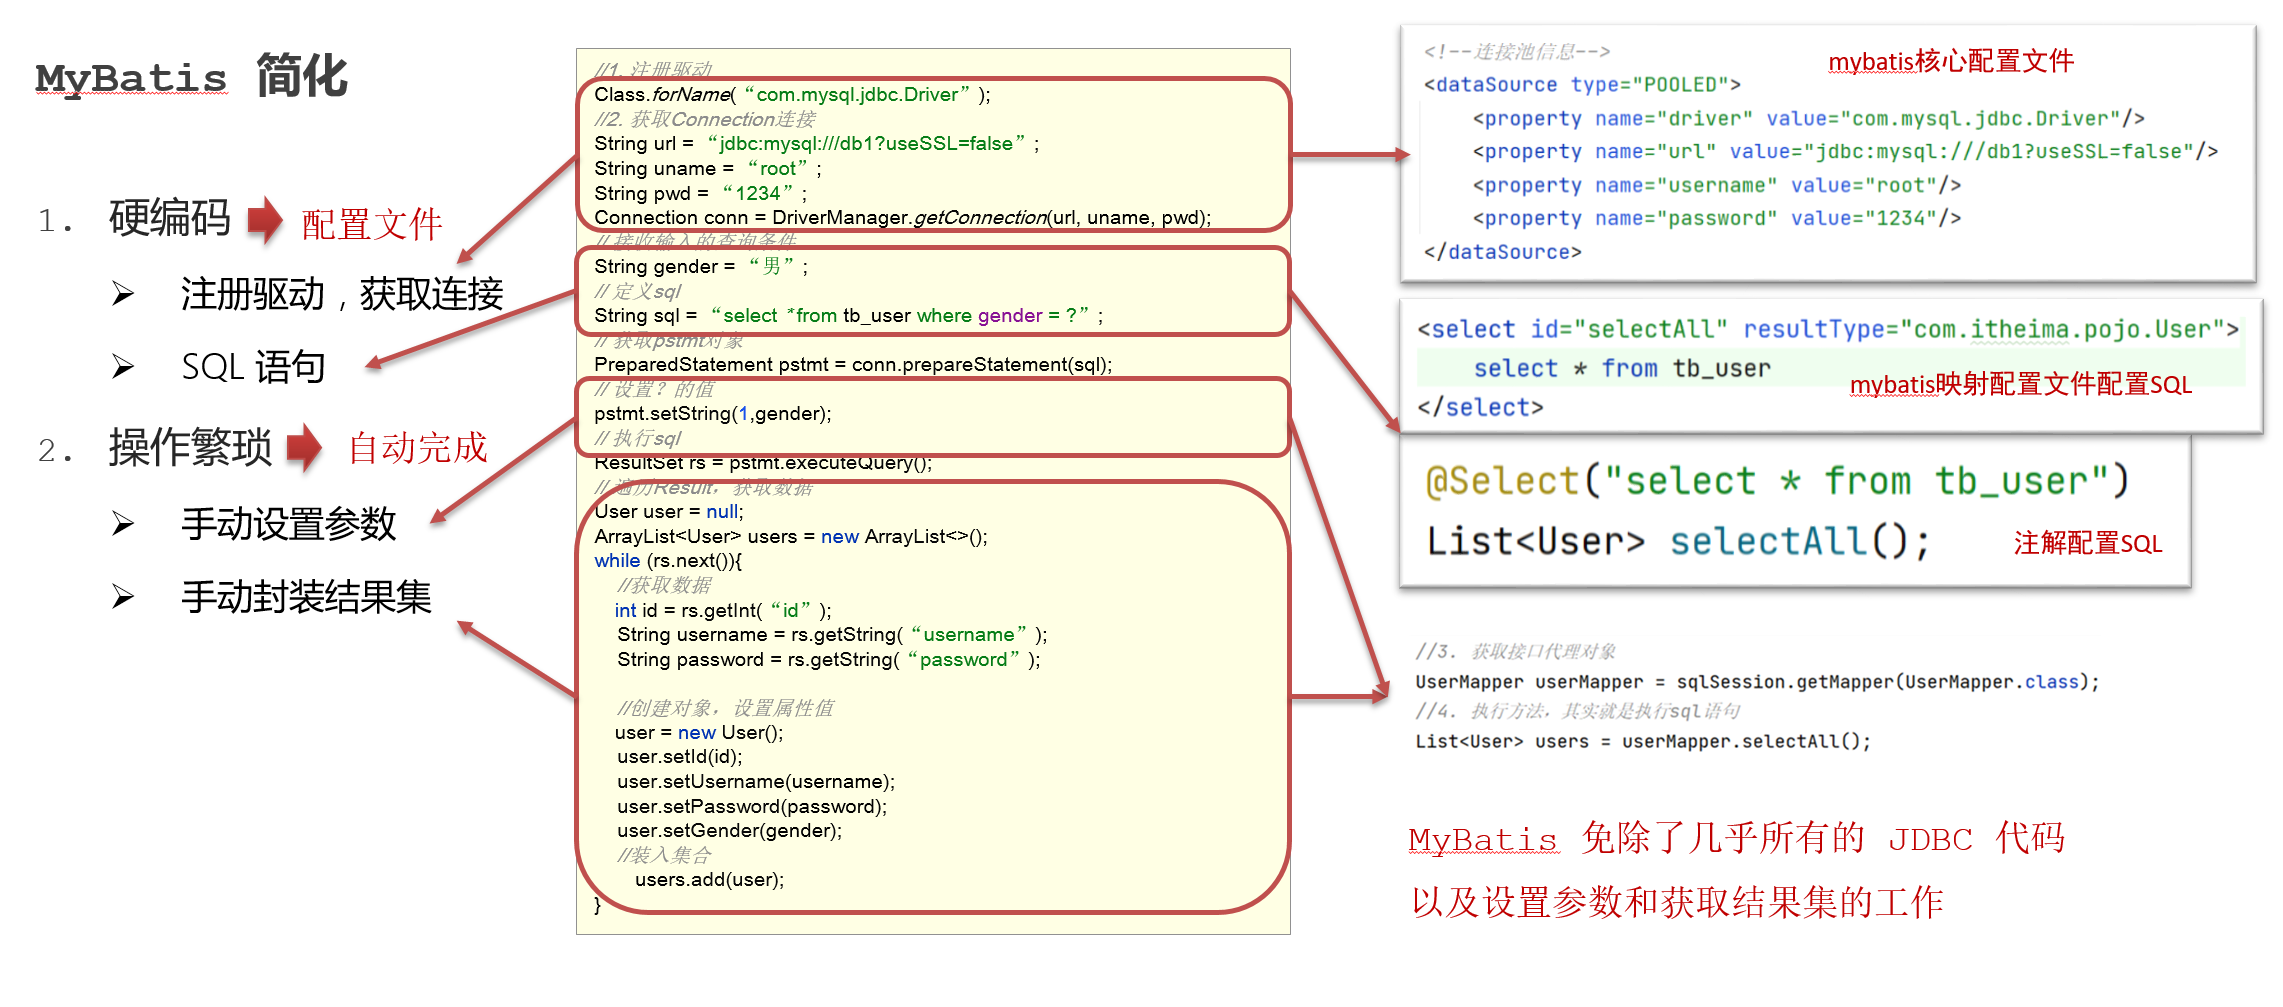 MyBatis 简化
1. 硬编码 配置文件
注册驱动，获取连接
SQL 语句
2. 操作繁琐 自动完成
手动设置参数
手动封装结果集
//1. 注册驱动
Class.forName(“com.mysql.jdbc.Driver”);
//2. 获取Connection连接
String url = “jdbc:mysql:///db1?useSSL=false”;
String uname = “root”;
String pwd = “1234”;
Connection conn = DriverManager.getConnection(url, uname, pwd);
// 接收输入的查询条件
String gender = “男”;
// 定义sql
String sql = “select *from tb_user where gender = ?”;
// 获取pstmt对象
PreparedStatement pstmt = conn.prepareStatement(sql);
// 设置？的值
pstmt.setString(1,gender);
// 执行sql
ResultSet rs = pstmt.executeQuery();
// 遍历Result，获取数据
User user = null;
ArrayList<User> users = new ArrayList<>();
while (rs.next()){
//获取数据
int id = rs.getInt(“id”);
String username = rs.getString(“username”);
String password = rs.getString(“password”);
//创建对象，设置属性值
user = new User();
user.setId(id);
user.setUsername(username);
user.setPassword(password);
user.setGender(gender);
//装入集合
users.add(user);
}
<!--连接池信息-->
mybatis核心配置文件
<dataSource type="POOLED">
<property name="driver" value="com.mysql.jdbc.Driver"/>
<property name="url" value="jdbc:mysql:///db1?useSSL=false"/>
<property name="username" value="root"/>
<property name="password" value="1234"/>
</dataSource>
<select id="selectAll" resultType="com.itheima.pojo.User">
select * from tb_user
mybatis映射配置文件配置SQL
</select>
@Select("select * from tb_user")
List<User> selectAll();
注解配置SQL
//3. 获取接口代理对象
UserMapper userMapper = sqlSession.getMapper(UserMapper.class);
//4. 执行方法，其实就是执行sql语句
List<User> users = userMapper.selectAll();
MyBatis 免除了几乎所有的 JDBC 代码
以及设置参数和获取结果集的工作